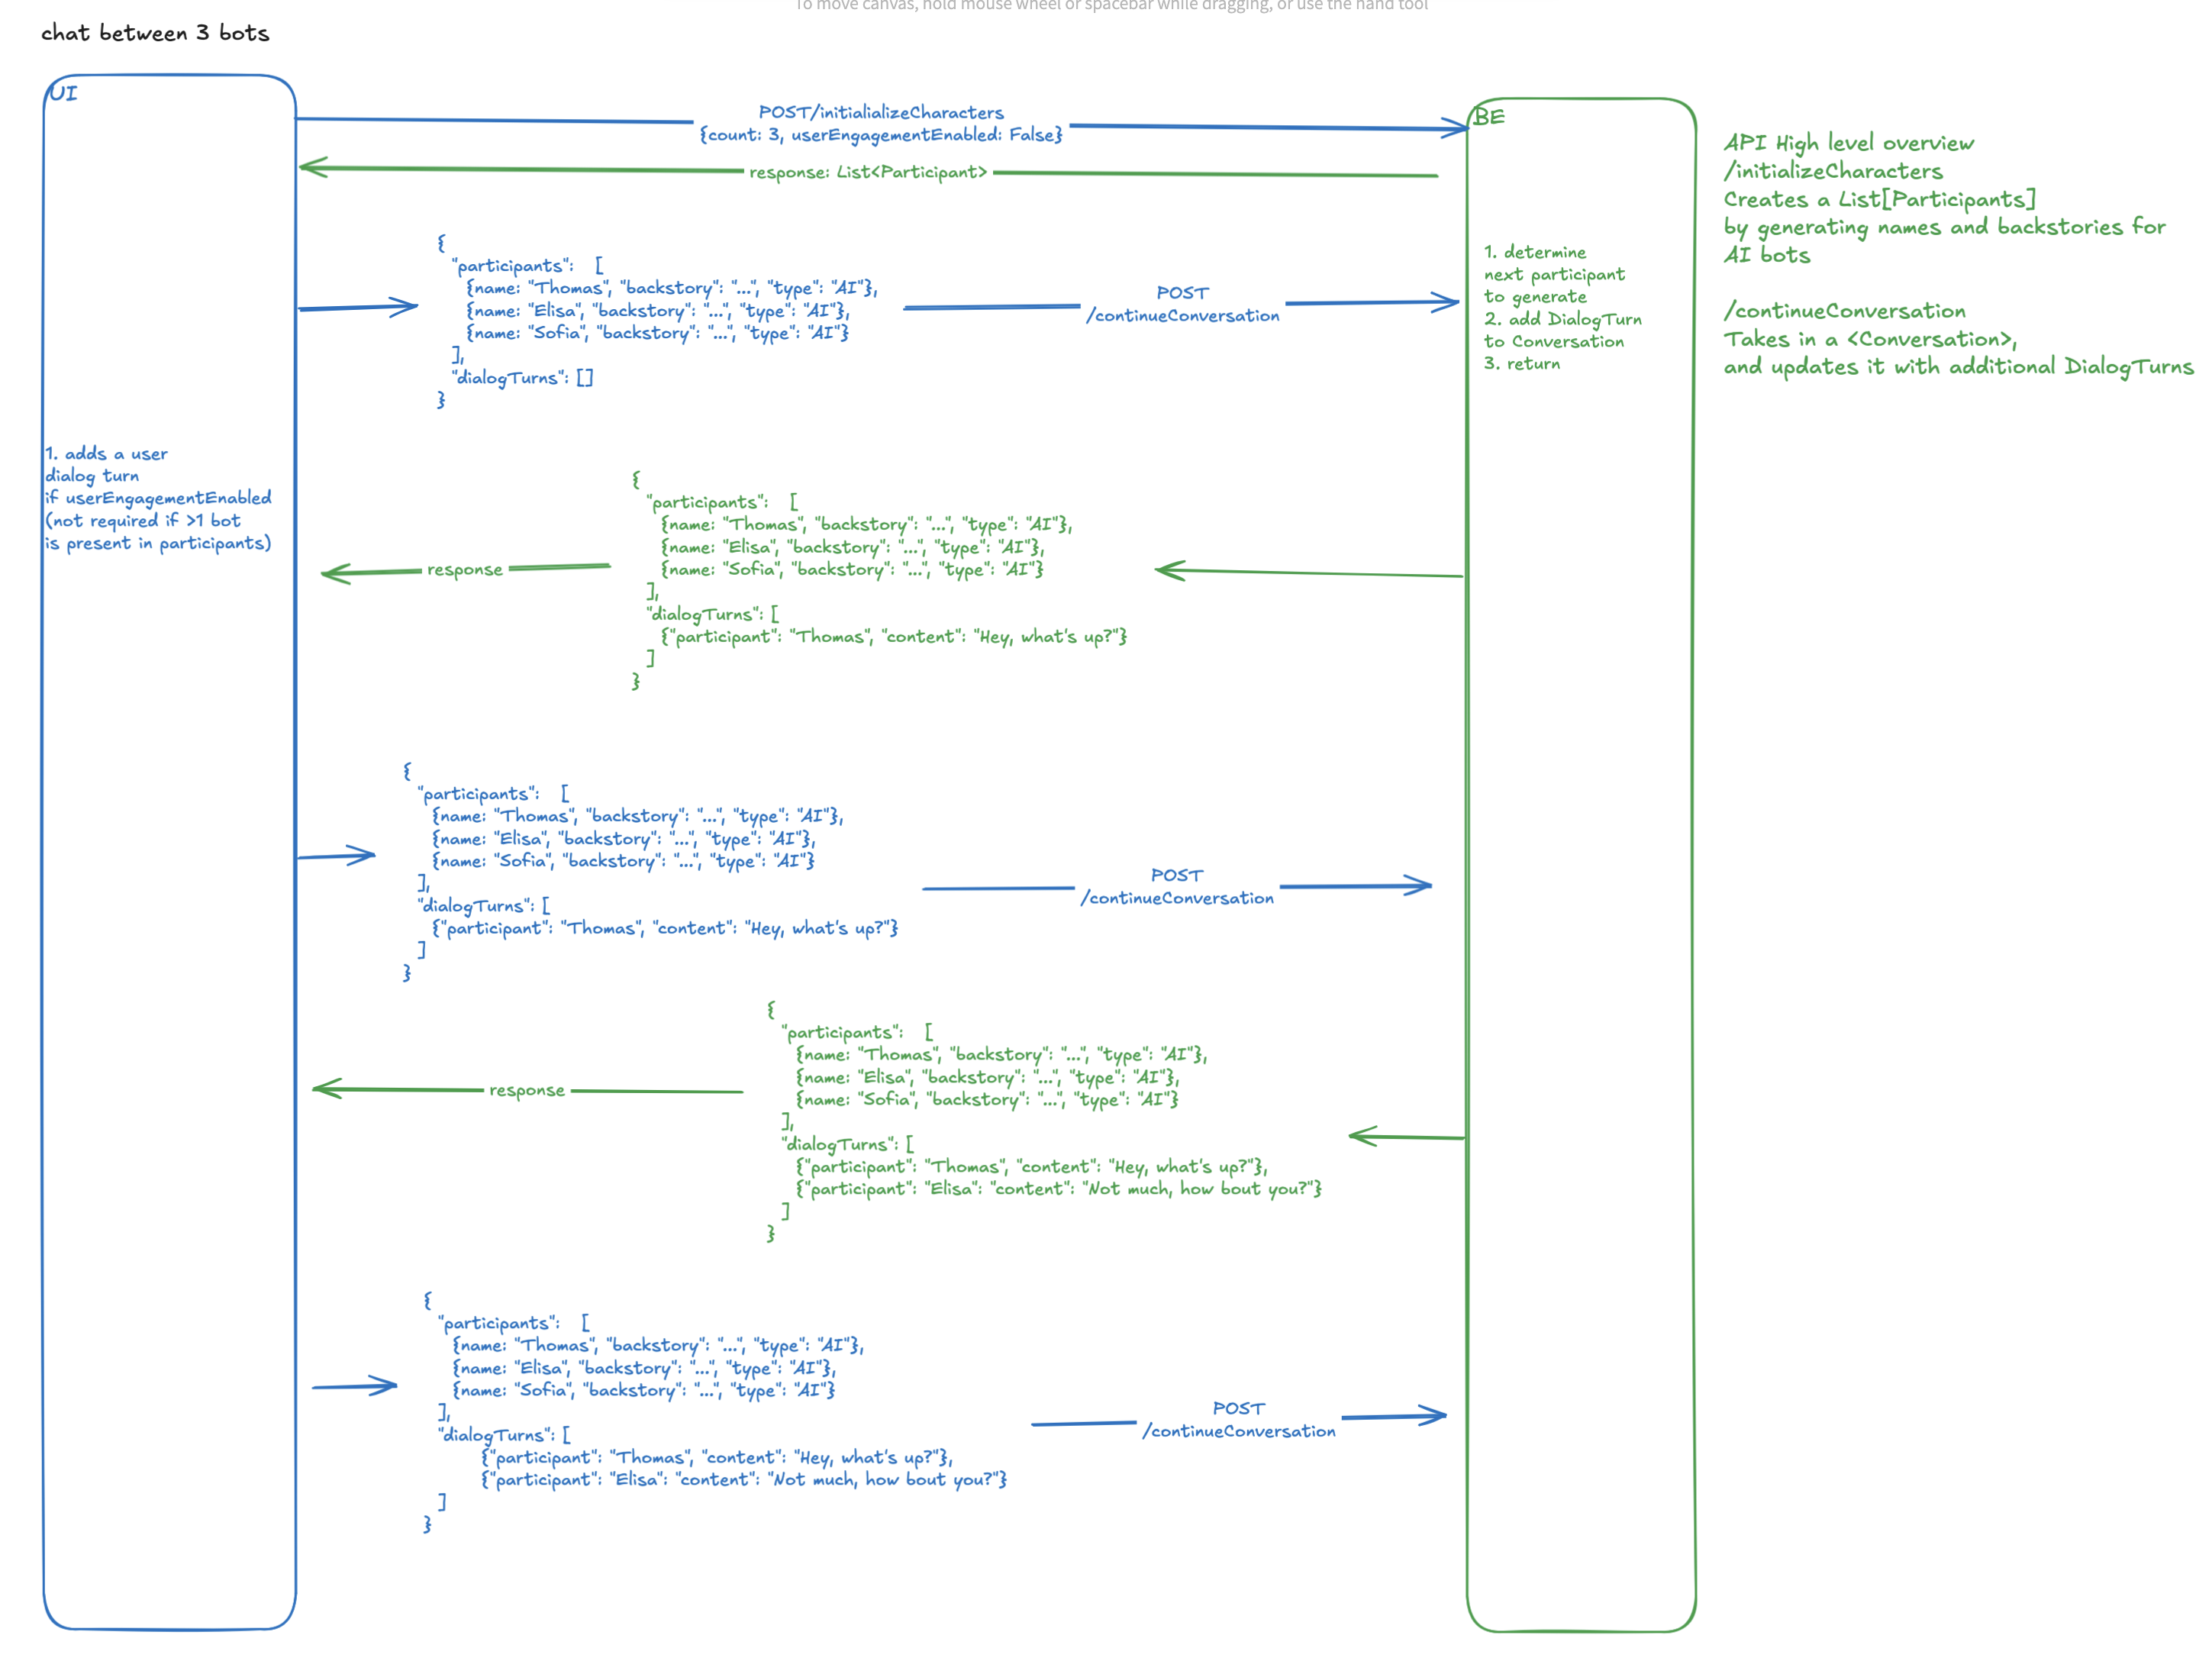 To move canvas, hold mouse wheel or spacebar while dragging, or use the hand tool
chat between 3 bots
UI
POST/initialializeCharacters
{count: 3, userEngagementEnabled: False}
BE
response: List<Participant>
API High level overview
/initializeCharacters
Creates a List[Participants]
by generating names and backstories for
AI bots
/continueConversation
Takes in a <Conversation>,
and updates it with additional DialogTurns
{
"participants": [
{name: "Thomas", "backstory": "...", "type": "AI"},
{name: "Elisa", "backstory": "...", "type": "AI"},
{name: "Sofia", "backstory": "...", "type": "AI"}
],
"dialogTurns": []
}
POST
/continueConversation
1. determine
next participant
to generate
2. add DialogTurn
to Conversation
3. return
1. adds a user
dialog turn
if userEngagementEnabled
(not required if >1 bot
is present in participants)
{
"participants": [
{name: "Thomas", "backstory": "...", "type": "AI"},
{name: "Elisa", "backstory": "...", "type": "AI"},
{name: "Sofia", "backstory": "...", "type": "AI"}
],
"dialogTurns": [
{"participant": "Thomas", "content": "Hey, what's up?"}
]
}
response
{
"participants": [
{name: "Thomas", "backstory": "...", "type": "AI"},
{name: "Elisa", "backstory": "...", "type": "AI"},
{name: "Sofia", "backstory": "...", "type": "AI"}
],
"dialogTurns": [
{"participant": "Thomas", "content": "Hey, what's up?"}
]
}
POST
/continueConversation
{
"participants": [
{name: "Thomas", "backstory": "...", "type": "AI"},
{name: "Elisa", "backstory": "...", "type": "AI"},
{name: "Sofia", "backstory": "...", "type": "AI"}
],
"dialogTurns": [
{"participant": "Thomas", "content": "Hey, what's up?"},
{"participant": "Elisa": "content": "Not much, how bout you?"}
]
}
response
{
"participants": [
{name: "Thomas", "backstory": "...", "type": "AI"},
{name: "Elisa", "backstory": "...", "type": "AI"},
{name: "Sofia", "backstory": "...", "type": "AI"}
],
"dialogTurns": [
{"participant": "Thomas", "content": "Hey, what's up?"},
{"participant": "Elisa": "content": "Not much, how bout you?"}
]
}
POST
/continueConversation